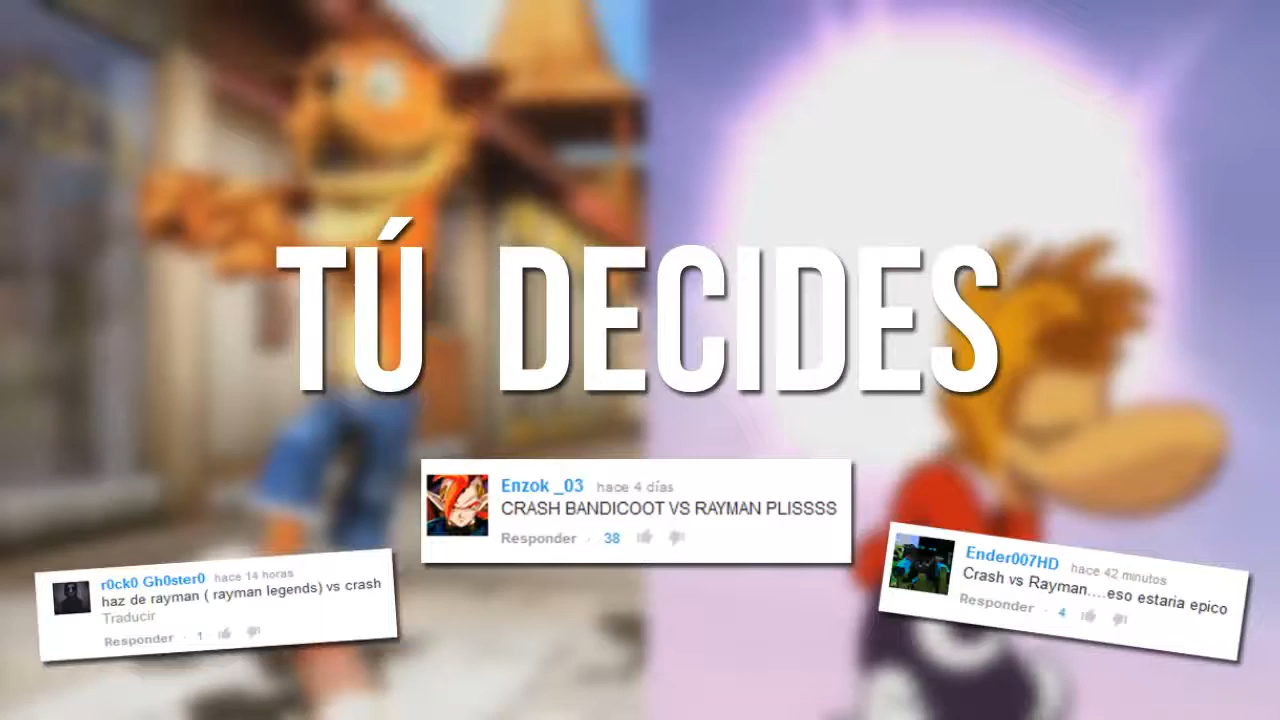 TÚ DECIDES
Enzok _03 hace 4 días
CRASH BANDICOOT VS RAYMAN PLISSSS
Responder · 38
r0ck0 Gh0ster0 hace 14 horas
haz de rayman ( rayman legends) vs crash
Traducir
Responder · 1
Ender007HD hace 42 minutos
Crash vs Rayman....eso estaria epico
Responder · 4